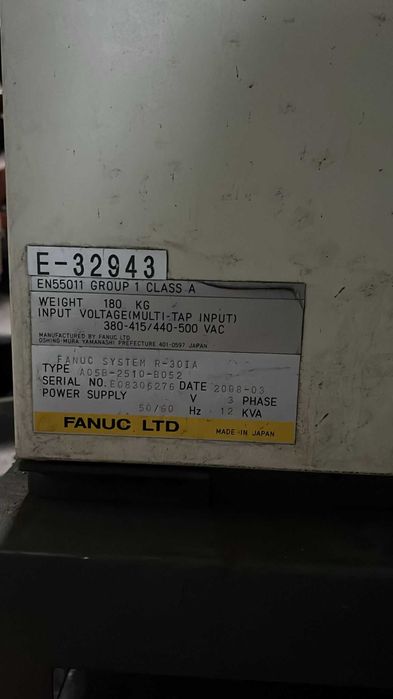 E-32943
EN55011 GROUP 1 CLASS A
WEIGHT 180 KG
INPUT VOLTAGE(MULTI-TAP INPUT)
380-415/440-500 VAC
MANUFACTURED BY FANUC LTD
OSHINO-MURA YAMANASHI PREFECTURE 401-0597 JAPAN
FANUC SYSTEM R-30IA
TYPE A05B-2510-B052
SERIAL NO. E08306276 DATE 2008-03
POWER SUPPLY V 3 PHASE
50/60 Hz 12 KVA
FANUC LTD MADE IN JAPAN